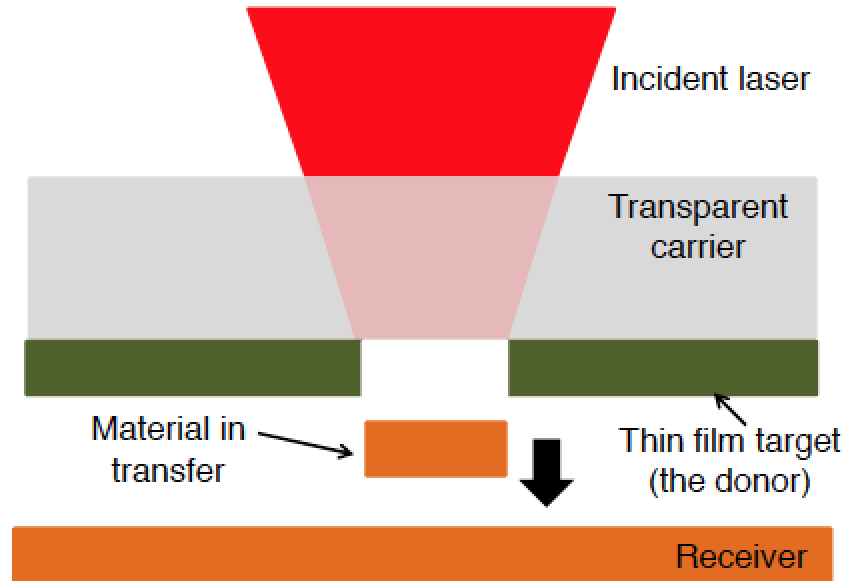 Incident laser
Transparent
carrier
Material in
transfer
Thin film target
(the donor)
Receiver